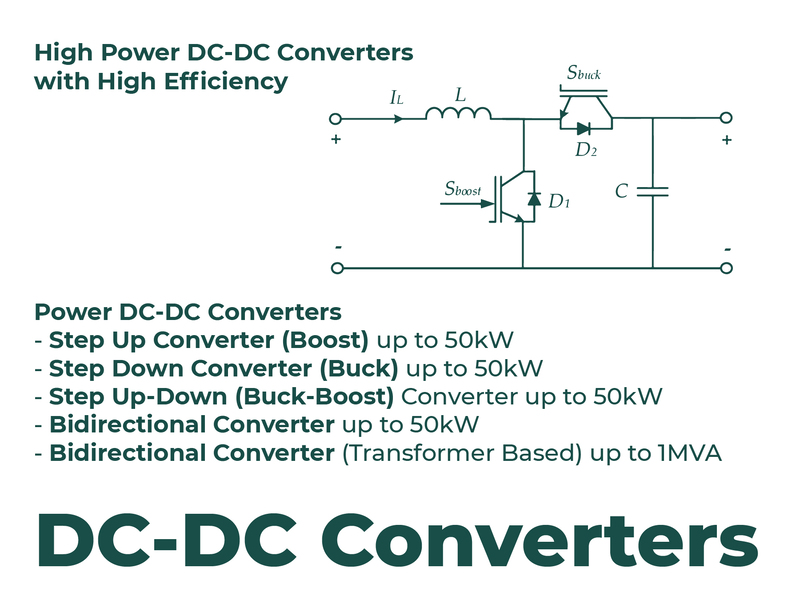 High Power DC-DC Converters
with High Efficiency
Sbuck
IL
L
+
+
D2
Sboost
D1
C
-
-
Power DC-DC Converters
- Step Up Converter (Boost) up to 50kW
- Step Down Converter (Buck) up to 50kW
- Step Up-Down (Buck-Boost) Converter up to 50kW
- Bidirectional Converter up to 50kW
- Bidirectional Converter (Transformer Based) up to 1MVA
DC-DC Converters